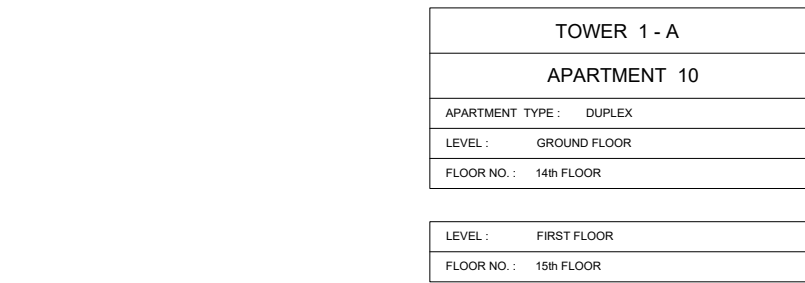 TOWER 1 - A
APARTMENT 10
APARTMENT TYPE : DUPLEX
LEVEL : GROUND FLOOR
FLOOR NO. : 14th FLOOR
LEVEL : FIRST FLOOR
FLOOR NO. : 15th FLOOR